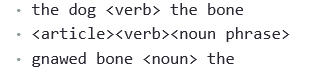 • the dog <verb> the bone
• <article><verb><noun phrase>
• gnawed bone <noun> the